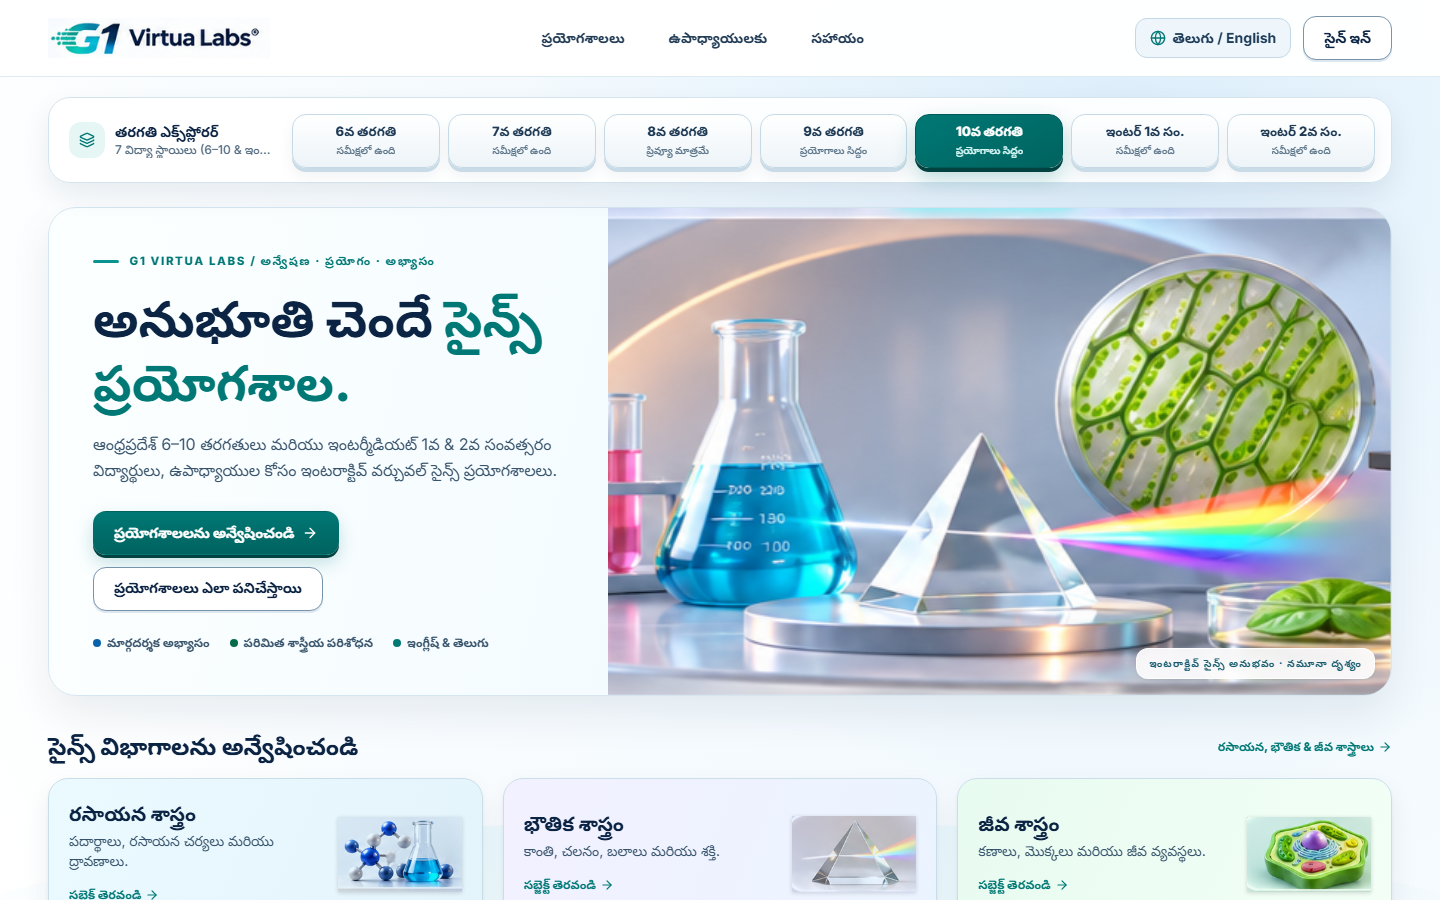 G1 Virtua Labs®
ప్రయోగశాలలు
ఉపాధ్యాయులకు
సహాయం
తెలుగు / English
సైన్ ఇన్
తరగతి ఎక్స్‌ప్లోరర్
7 విద్యా స్థాయిలు (6–10 & ఇం...
6వ తరగతి
సమీక్షలో ఉంది
7వ తరగతి
సమీక్షలో ఉంది
8వ తరగతి
ప్రివ్యూ మాత్రమే
9వ తరగతి
ప్రయోగాలు సిద్ధం
10వ తరగతి
ప్రయోగాలు సిద్ధం
ఇంటర్ 1వ సం.
సమీక్షలో ఉంది
ఇంటర్ 2వ సం.
సమీక్షలో ఉంది
G1 VIRTUA LABS / అన్వేషణ · ప్రయోగం · అభ్యాసం
అనుభూతి చెందే సైన్స్
ప్రయోగశాల.
ఆంధ్రప్రదేశ్ 6–10 తరగతులు మరియు ఇంటర్మీడియట్ 1వ & 2వ సంవత్సరం
విద్యార్థులు, ఉపాధ్యాయుల కోసం ఇంటరాక్టివ్ వర్చువల్ సైన్స్ ప్రయోగశాలలు.
ప్రయోగశాలలను అన్వేషించండి →
ప్రయోగశాలలు ఎలా పనిచేస్తాయి
మార్గదర్శక అభ్యాసం
పరిమిత శాస్త్రీయ పరిశోధన
ఇంగ్లీష్ & తెలుగు
ఇంటరాక్టివ్ సైన్స్ అనుభవం · నమూనా దృశ్యం
సైన్స్ విభాగాలను అన్వేషించండి
రసాయన, భౌతిక & జీవ శాస్త్రాలు →
రసాయన శాస్త్రం
పదార్థాలు, రసాయన చర్యలు మరియు
ద్రావణాలు.
సబ్జెక్ట్ తెరవండి →
భౌతిక శాస్త్రం
కాంతి, చలనం, బలాలు మరియు శక్తి.
సబ్జెక్ట్ తెరవండి →
జీవ శాస్త్రం
కణాలు, మొక్కలు మరియు జీవ వ్యవస్థలు.
సబ్జెక్ట్ తెరవండి →